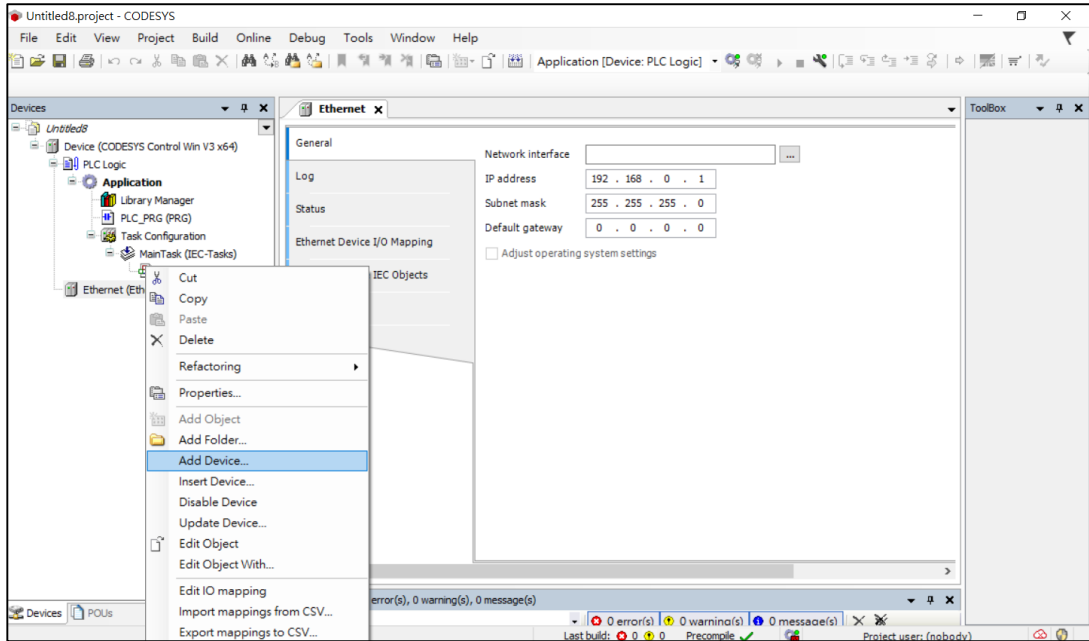 Untitled8.project - CODESYS
File Edit View Project Build Online Debug Tools Window Help
Application [Device: PLC Logic]
Devices
Untitled8
Device (CODESYS Control Win V3 x64)
PLC Logic
Application
Library Manager
PLC_PRG (PRG)
Task Configuration
MainTask (IEC-Tasks)
Ethernet (Eth
Devices
POUs
Cut
Copy
Paste
Delete
Refactoring
Properties...
Add Object
Add Folder...
Add Device...
Insert Device...
Disable Device
Update Device...
Edit Object
Edit Object With...
Edit IO mapping
Import mappings from CSV...
Export mappings to CSV...
Ethernet
General
Log
Status
Ethernet Device I/O Mapping
IEC Objects
Network interface
...
IP address 192 . 168 . 0 . 1
Subnet mask 255 . 255 . 255 . 0
Default gateway 0 . 0 . 0 . 0
Adjust operating system settings
ToolBox
error(s), 0 warning(s), 0 message(s)
0 error(s) 0 warning(s) 0 message(s)
Last build: 0 0 Precompile Project user: (nobody)